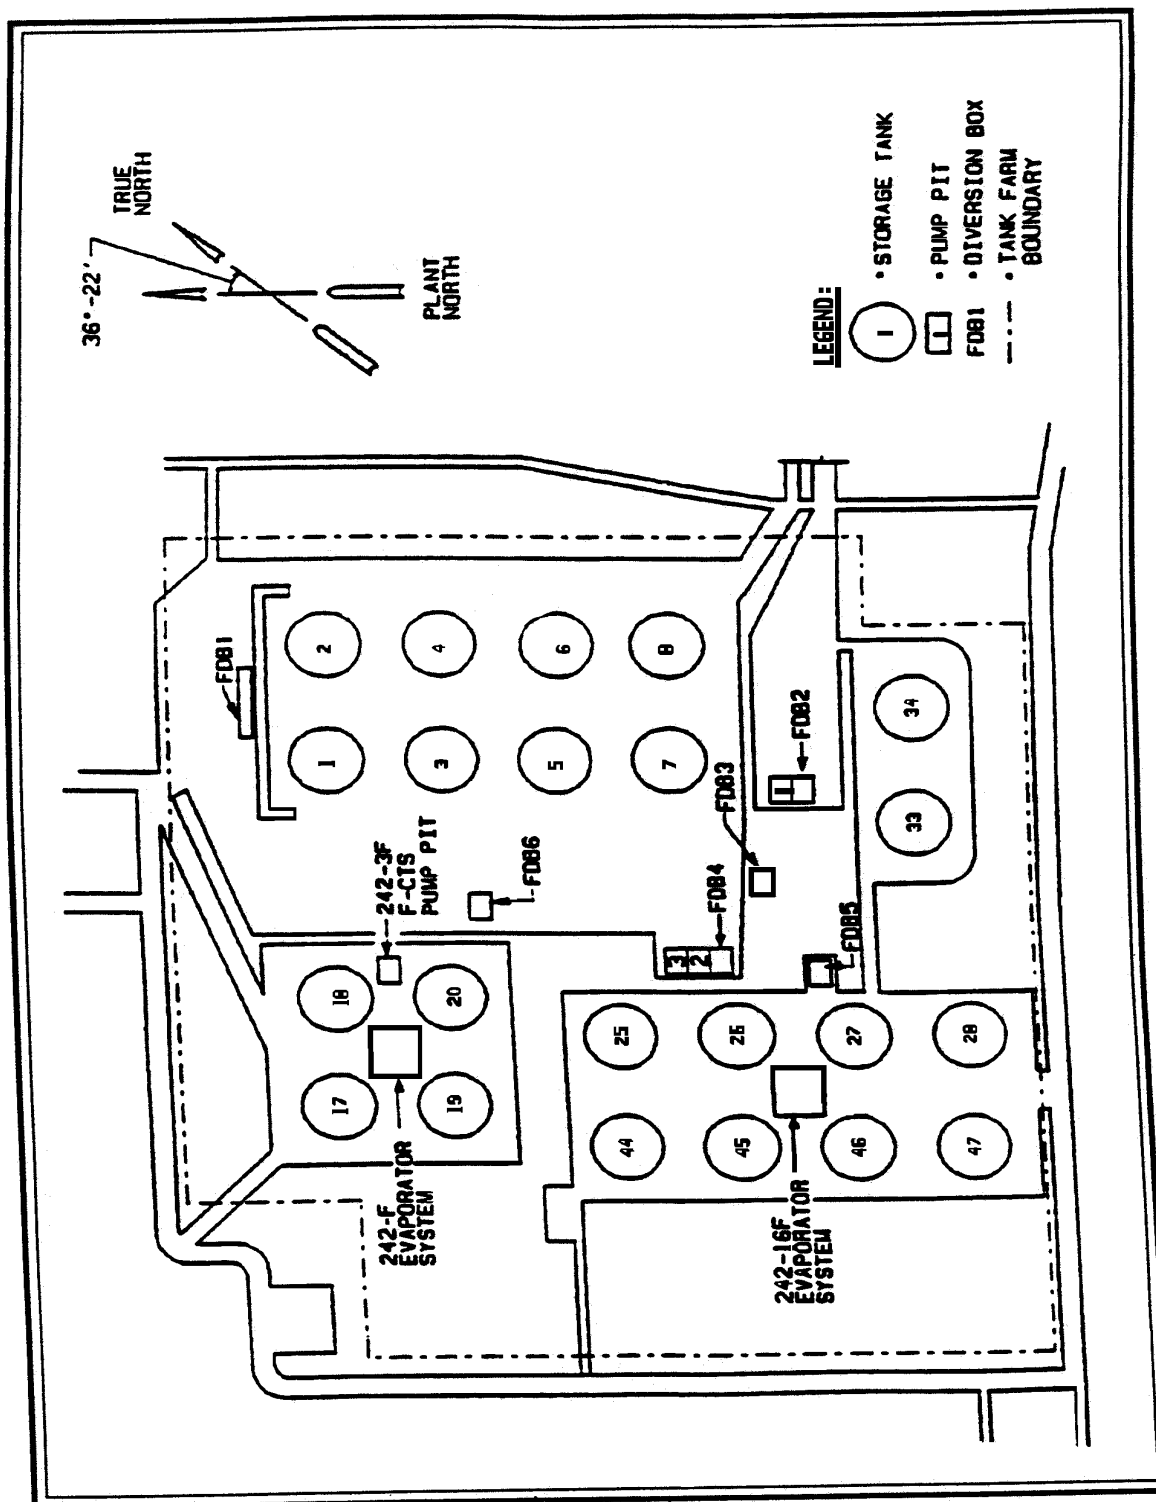 36°-22'
TRUE
NORTH
PLANT
NORTH
LEGEND:
1
• STORAGE TANK
1
• PUMP PIT
FDB1
• DIVERSION BOX
• TANK FARM
BOUNDARY
FDB1
2
4
6
8
1
3
5
7
242-3F
F-CTS
PUMP PIT
FDB6
FDB3
FDB4
3
2
1
FDB2
FDB5
34
33
18
20
17
19
242-F
EVAPORATOR
SYSTEM
25
26
27
28
44
45
46
47
242-16F
EVAPORATOR
SYSTEM